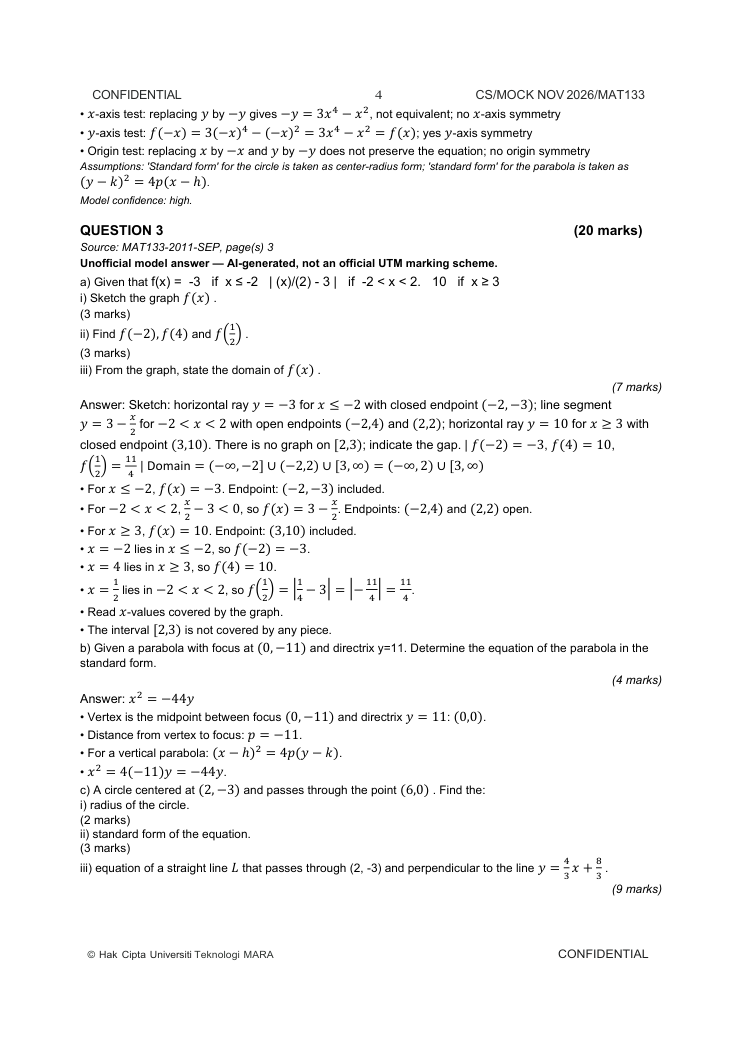 CONFIDENTIAL 4 CS/MOCK NOV 2026/MAT133
• x-axis test: replacing y by −y gives −y = 3x⁴ − x², not equivalent; no x-axis symmetry
• y-axis test: f(−x) = 3(−x)⁴ − (−x)² = 3x⁴ − x² = f(x); yes y-axis symmetry
• Origin test: replacing x by −x and y by −y does not preserve the equation; no origin symmetry
Assumptions: 'Standard form' for the circle is taken as center-radius form; 'standard form' for the parabola is taken as
(y − k)² = 4p(x − h).
Model confidence: high.
QUESTION 3 (20 marks)
Source: MAT133-2011-SEP, page(s) 3
Unofficial model answer — AI-generated, not an official UTM marking scheme.
a) Given that f(x) = -3 if x ≤ -2 | (x)/(2) - 3 | if -2 < x < 2. 10 if x ≥ 3
i) Sketch the graph f(x) .
(3 marks)
ii) Find f(−2), f(4) and f(1/2) .
(3 marks)
iii) From the graph, state the domain of f(x) .
(7 marks)
Answer: Sketch: horizontal ray y = −3 for x ≤ −2 with closed endpoint (−2,−3); line segment
y = 3 − x/2 for −2 < x < 2 with open endpoints (−2,4) and (2,2); horizontal ray y = 10 for x ≥ 3 with
closed endpoint (3,10). There is no graph on [2,3); indicate the gap. | f(−2) = −3, f(4) = 10,
f(1/2) = 11/4 | Domain = (−∞,−2] ∪ (−2,2) ∪ [3,∞) = (−∞, 2) ∪ [3,∞)
• For x ≤ −2, f(x) = −3. Endpoint: (−2,−3) included.
• For −2 < x < 2, x/2 − 3 < 0, so f(x) = 3 − x/2. Endpoints: (−2,4) and (2,2) open.
• For x ≥ 3, f(x) = 10. Endpoint: (3,10) included.
• x = −2 lies in x ≤ −2, so f(−2) = −3.
• x = 4 lies in x ≥ 3, so f(4) = 10.
• x = 1/2 lies in −2 < x < 2, so f(1/2) = |1/4 − 3| = |−11/4| = 11/4.
• Read x-values covered by the graph.
• The interval [2,3) is not covered by any piece.
b) Given a parabola with focus at (0,−11) and directrix y=11. Determine the equation of the parabola in the
standard form.
(4 marks)
Answer: x² = −44y
• Vertex is the midpoint between focus (0,−11) and directrix y = 11: (0,0).
• Distance from vertex to focus: p = −11.
• For a vertical parabola: (x − h)² = 4p(y − k).
• x² = 4(−11)y = −44y.
c) A circle centered at (2,−3) and passes through the point (6,0) . Find the:
i) radius of the circle.
(2 marks)
ii) standard form of the equation.
(3 marks)
iii) equation of a straight line L that passes through (2, -3) and perpendicular to the line y = 4/3 x + 8/3 .
(9 marks)
© Hak Cipta Universiti Teknologi MARA CONFIDENTIAL